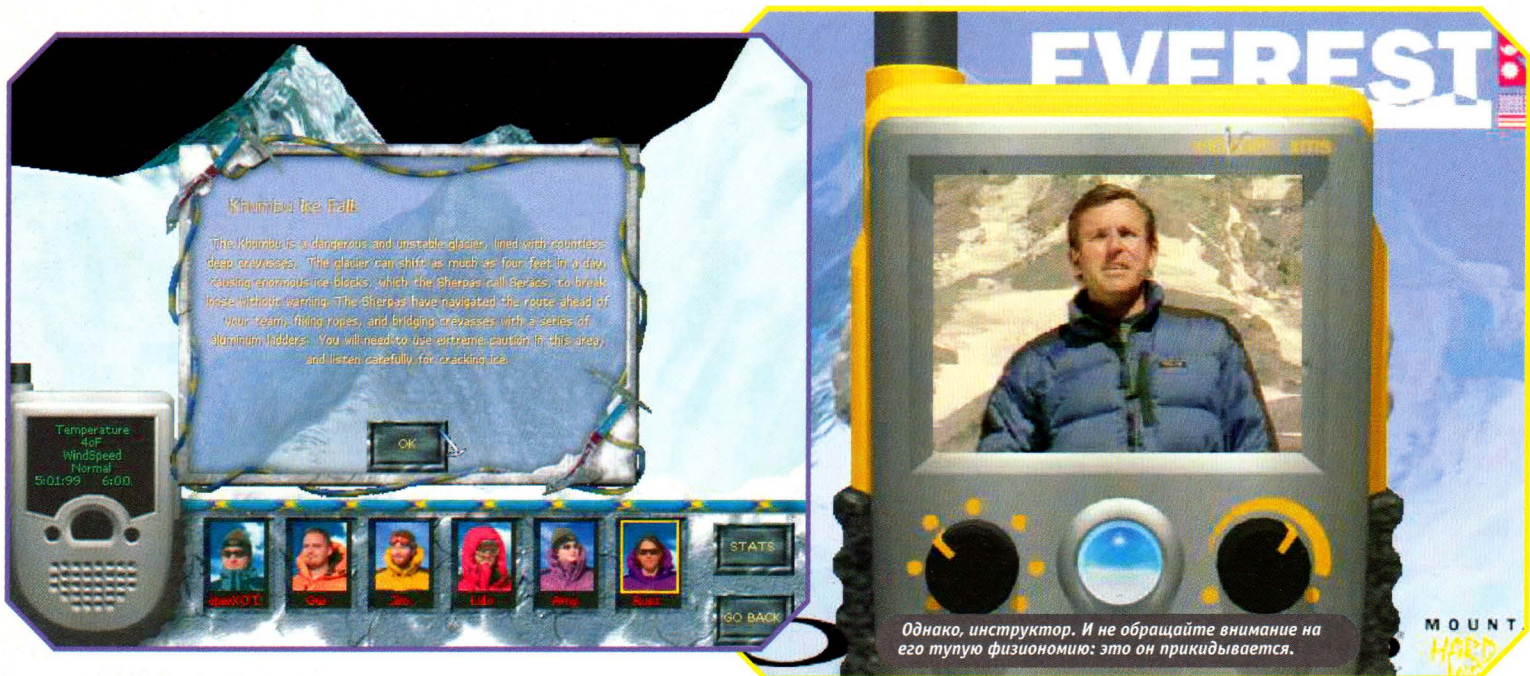 Khumbu Ice Fall
The Khumbu is a dangerous and unstable glacier, lined with countless
deep crevasses. The glacier can shift as much as four feet in a day,
causing enormous ice blocks, which the Sherpas call Seracs, to break
loose without warning. The Sherpas have navigated the route ahead of
your team, fixing ropes, and bridging crevasses with a series of
aluminum ladders. You will need to use extreme caution in this area,
and listen carefully for cracking ice.
OK
Temperature
4oF
WindSpeed
Normal
5:01:99 6:00
Jim
Lilo
Amy
Russ
STATS
GO BACK
EVEREST
Однако, инструктор. И не обращайте внимание на
его тупую физиономию: это он прикидывается.
MOUNT
HARD